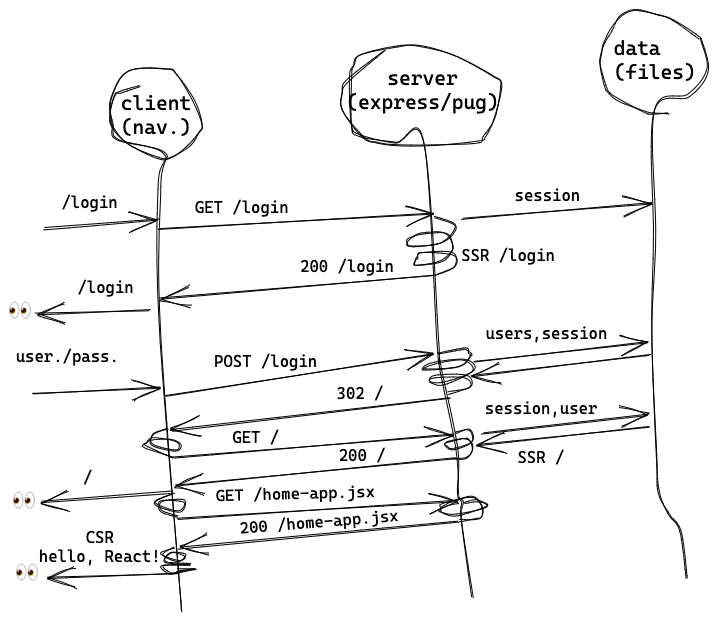 data
(files)
server
(express/pug)
client
(nav.)
/login
GET /login
session
SSR /login
200 /login
/login
users,session
user./pass.
POST /login
302 /
session,user
GET /
200 /
SSR /
/
GET /home-app.jsx
200 /home-app.jsx
CSR
hello, React!